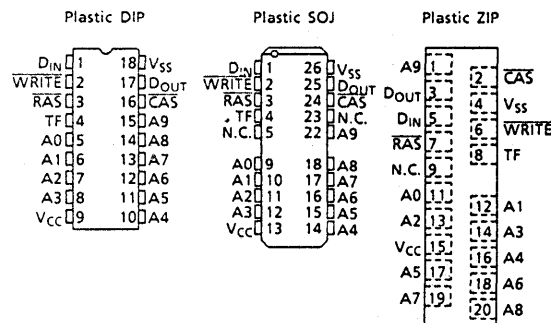 Plastic DIP
DIN 1 18 VSS
WRITE 2 17 DOUT
RAS 3 16 CAS
TF 4 15 A9
A0 5 14 A8
A1 6 13 A7
A2 7 12 A6
A3 8 11 A5
VCC 9 10 A4
Plastic SOJ
DIN 1 26 VSS
WRITE 2 25 DOUT
RAS 3 24 CAS
TF 4 23 N.C.
N.C. 5 22 A9
A0 9 18 A8
A1 10 17 A7
A2 11 16 A6
A3 12 15 A5
VCC 13 14 A4
Plastic ZIP
A9 1
2 CAS
DOUT 3
4 VSS
DIN 5
6 WRITE
RAS 7
8 TF
N.C. 9
A0 11
12 A1
A2 13
14 A3
VCC 15
16 A4
A5 17
18 A6
A7 19
20 A8